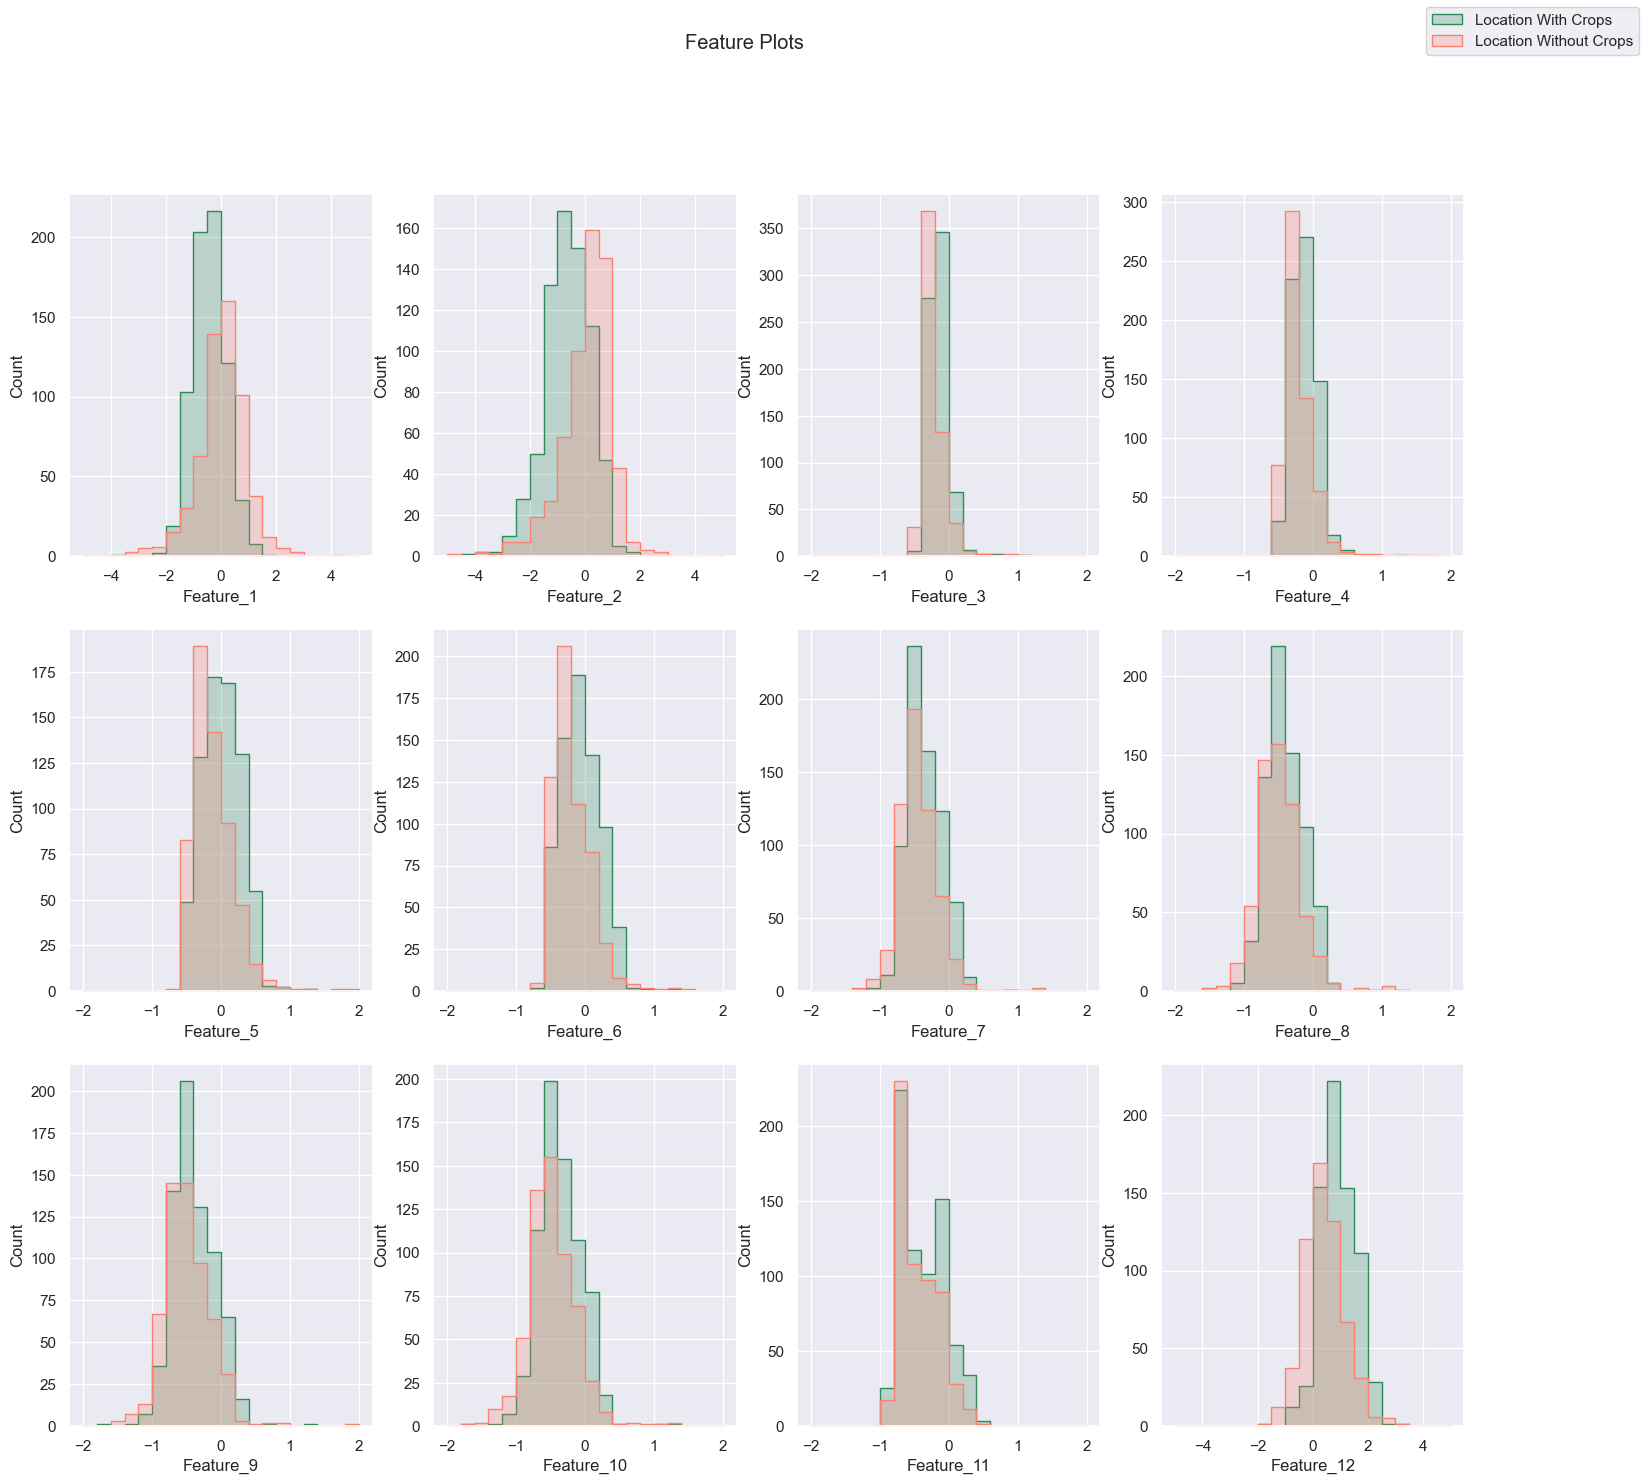 Feature Plots
Location With Crops
Location Without Crops
Count
200
150
100
50
0
−4 −2 0 2 4
Feature_1
Count
160
140
120
100
80
60
40
20
0
−4 −2 0 2 4
Feature_2
Count
350
300
250
200
150
100
50
0
−2 −1 0 1 2
Feature_3
Count
300
250
200
150
100
50
0
−2 −1 0 1 2
Feature_4
Count
175
150
125
100
75
50
25
0
−2 −1 0 1 2
Feature_5
Count
200
175
150
125
100
75
50
25
0
−2 −1 0 1 2
Feature_6
Count
200
150
100
50
0
−2 −1 0 1 2
Feature_7
Count
200
150
100
50
0
−2 −1 0 1 2
Feature_8
Count
200
175
150
125
100
75
50
25
0
−2 −1 0 1 2
Feature_9
Count
200
175
150
125
100
75
50
25
0
−2 −1 0 1 2
Feature_10
Count
200
150
100
50
0
−2 −1 0 1 2
Feature_11
Count
200
150
100
50
0
−4 −2 0 2 4
Feature_12